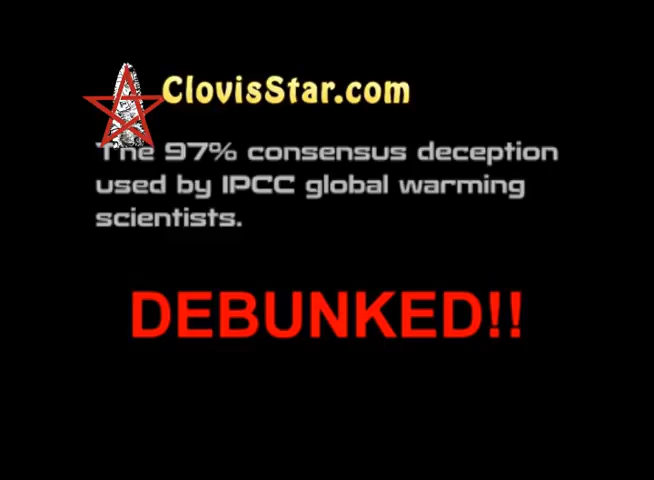 ClovisStar.com
The 97% consensus deception
used by IPCC global warming
scientists.
DEBUNKED!!